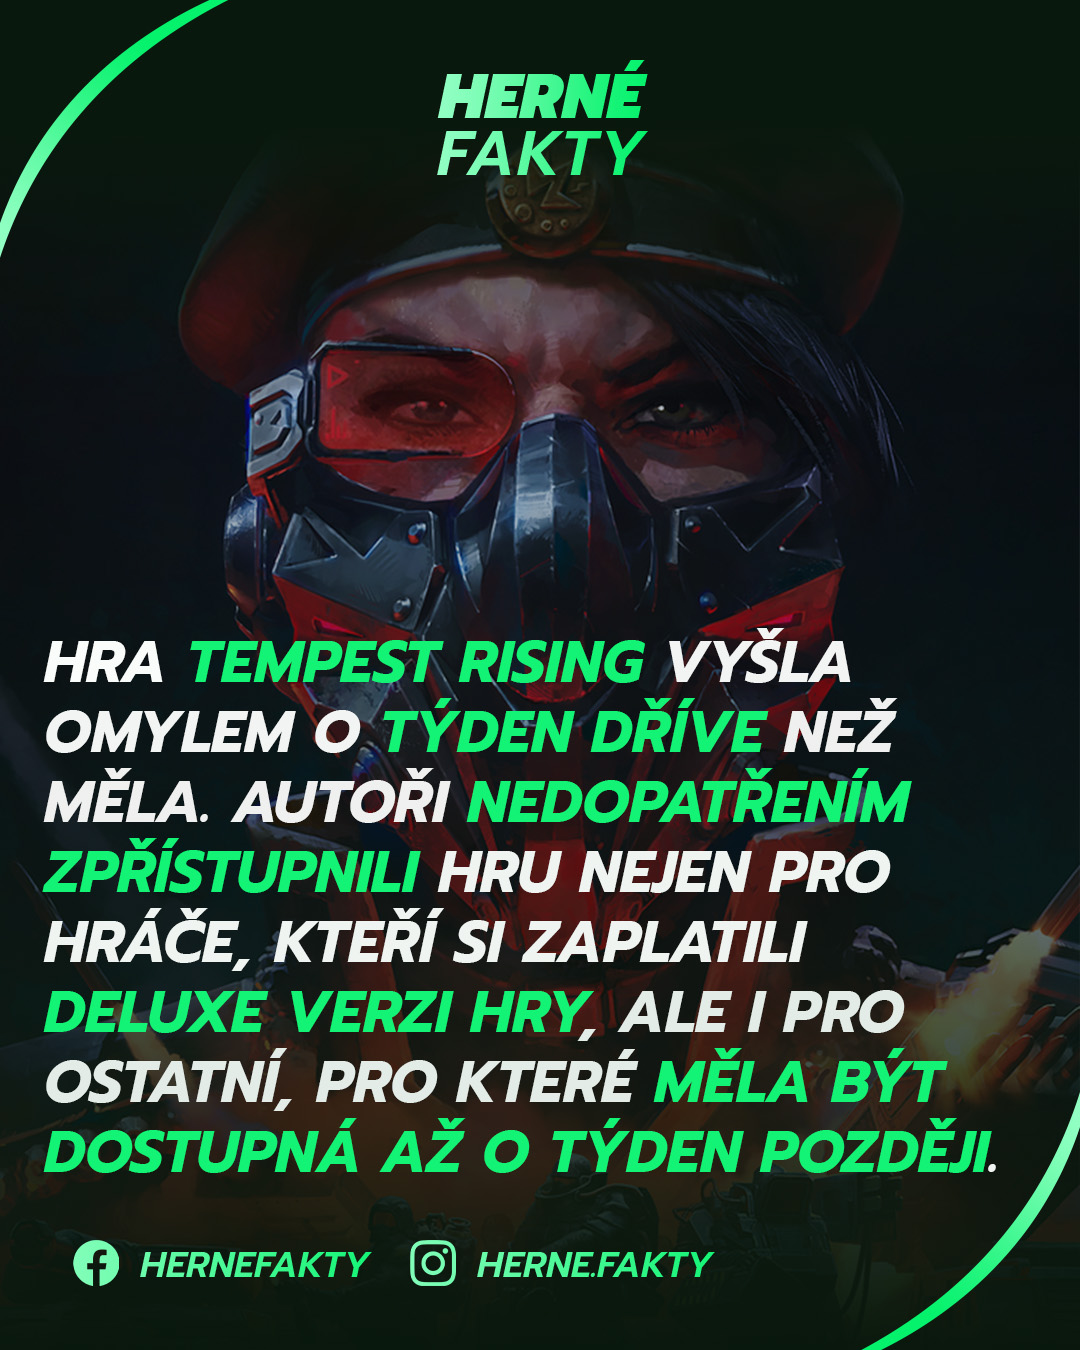 HERNÉ
FAKTY
HRA TEMPEST RISING VYŠLA
OMYLEM O TÝDEN DŘÍVE NEŽ
MĚLA. AUTOŘI NEDOPATŘENÍM
ZPŘÍSTUPNILI HRU NEJEN PRO
HRÁČE, KTEŘÍ SI ZAPLATILI
DELUXE VERZI HRY, ALE I PRO
OSTATNÍ, PRO KTERÉ MĚLA BÝT
DOSTUPNÁ AŽ O TÝDEN POZDĚJI.
HERNEFAKTY HERNE.FAKTY